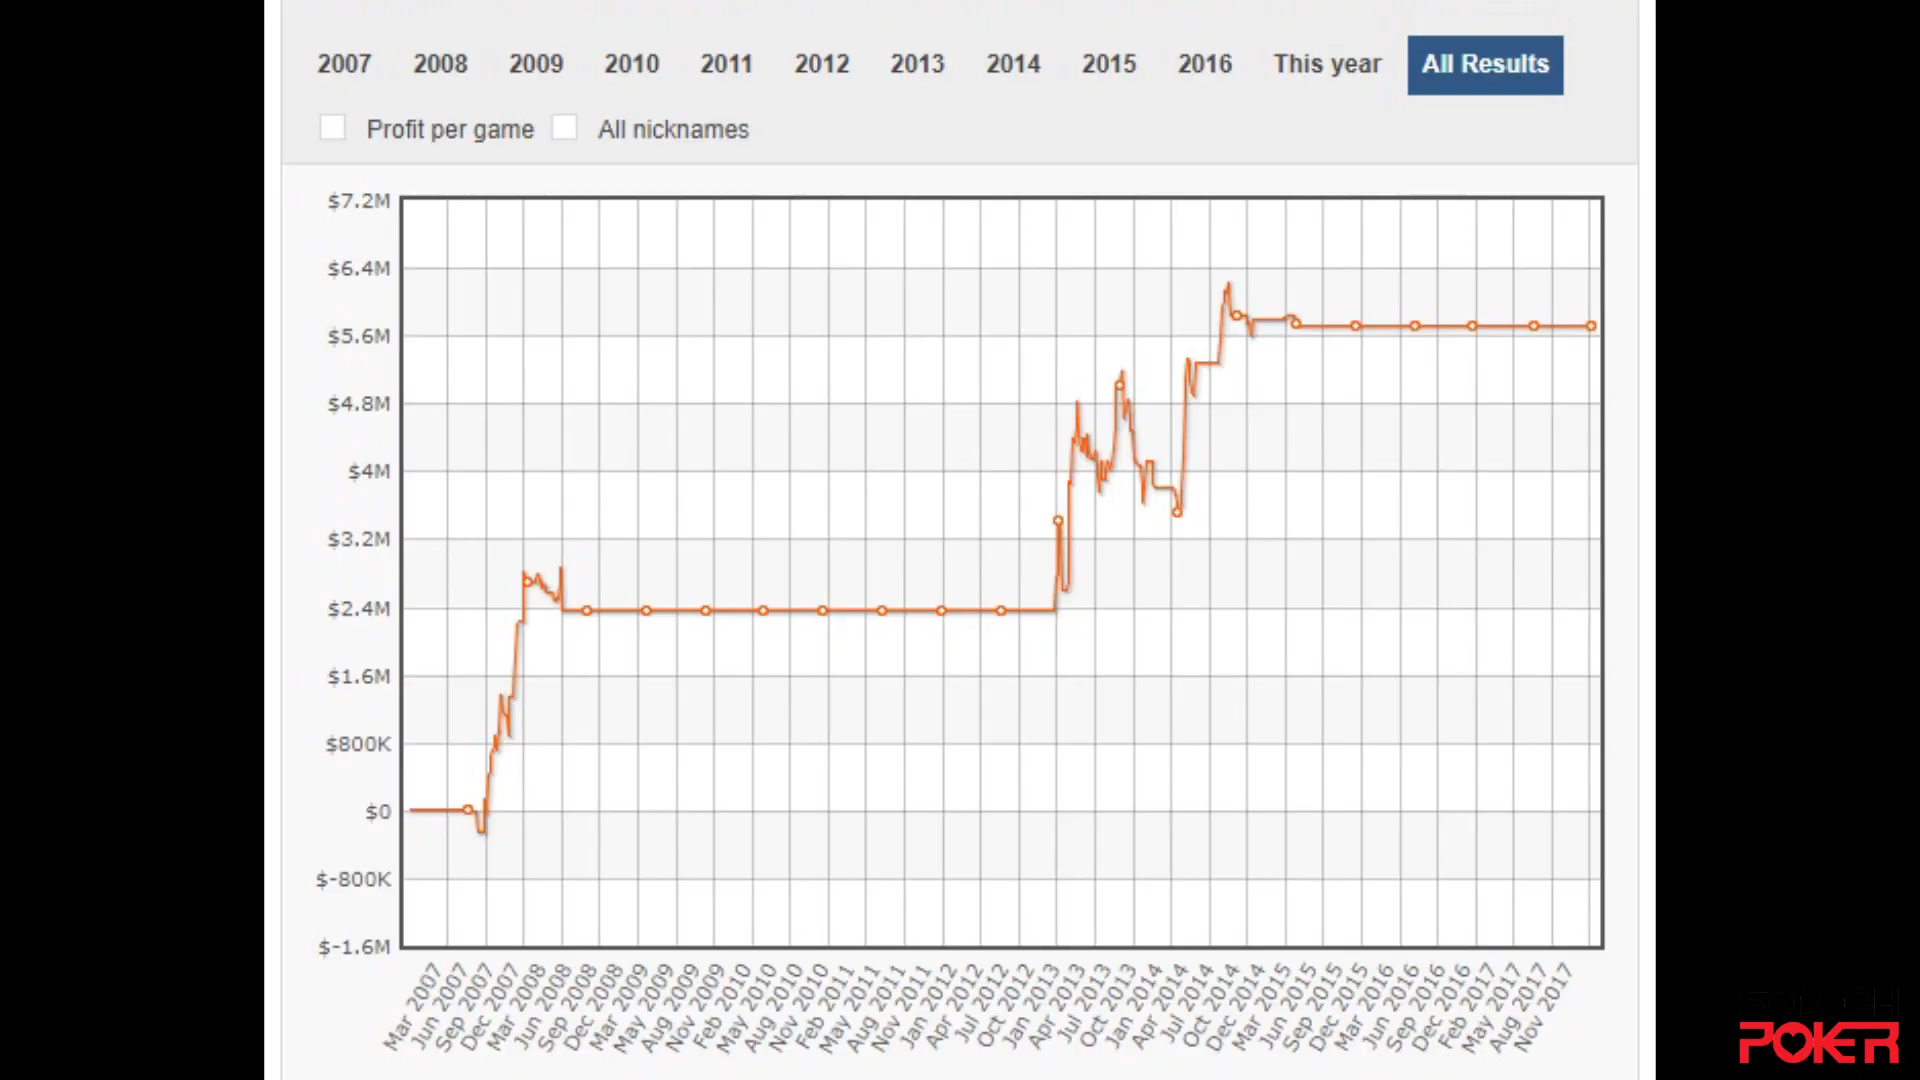 2007 2008 2009 2010 2011 2012 2013 2014 2015 2016 This year All Results
Profit per game All nicknames
$7.2M
$6.4M
$5.6M
$4.8M
$4M
$3.2M
$2.4M
$1.6M
$800K
$0
$-800K
$-1.6M
Mar 2007 Jun 2007 Sep 2007 Dec 2007 Mar 2008 Jun 2008 Sep 2008 Dec 2008 Mar 2009 May 2009 Aug 2009 Nov 2009 Feb 2010 May 2010 Aug 2010 Nov 2010 Feb 2011 May 2011 Aug 2011 Nov 2011 Jan 2012 Apr 2012 Jul 2012 Oct 2012 Jan 2013 Apr 2013 Jul 2013 Oct 2013 Jan 2014 Apr 2014 Jul 2014 Oct 2014 Dec 2014 Mar 2015 Jun 2015 Sep 2015 Dec 2015 Mar 2016 Jun 2016 Sep 2016 Dec 2016 Feb 2017 May 2017 Aug 2017 Nov 2017
POKER